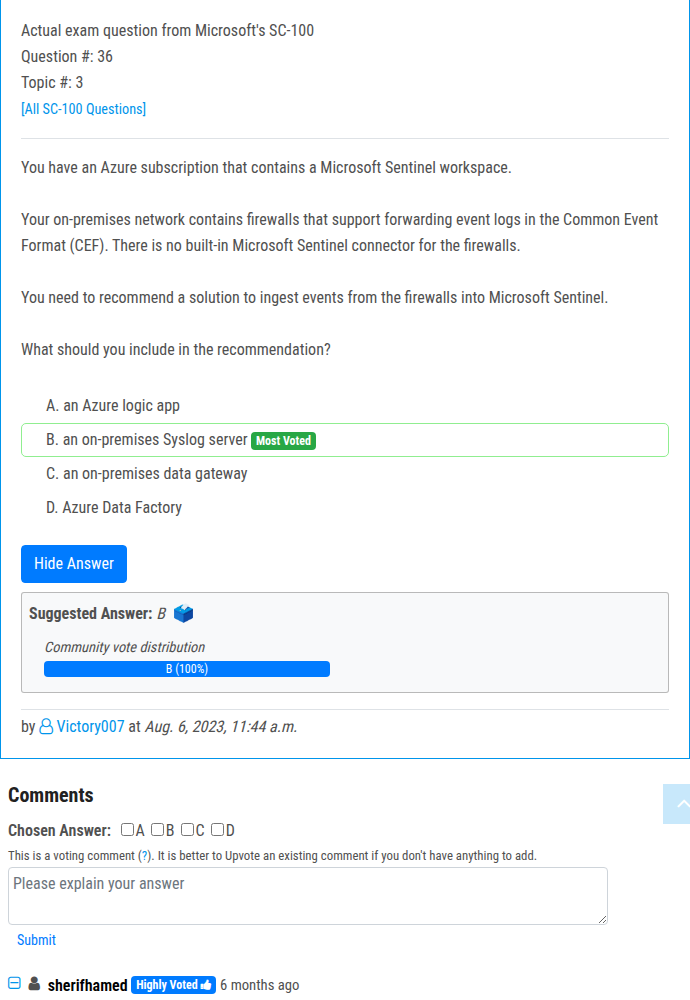 Actual exam question from Microsoft's SC-100
Question #: 36
Topic #: 3
[All SC-100 Questions]
You have an Azure subscription that contains a Microsoft Sentinel workspace.
Your on-premises network contains firewalls that support forwarding event logs in the Common Event
Format (CEF). There is no built-in Microsoft Sentinel connector for the firewalls.
You need to recommend a solution to ingest events from the firewalls into Microsoft Sentinel.
What should you include in the recommendation?
A. an Azure logic app
B. an on-premises Syslog server Most Voted
C. an on-premises data gateway
D. Azure Data Factory
Hide Answer
Suggested Answer: B
Community vote distribution
B (100%)
by Victory007 at Aug. 6, 2023, 11:44 a.m.
Comments
Chosen Answer: A B C D
This is a voting comment (?). It is better to Upvote an existing comment if you don't have anything to add.
Please explain your answer
Submit
sherifhamed Highly Voted 6 months ago